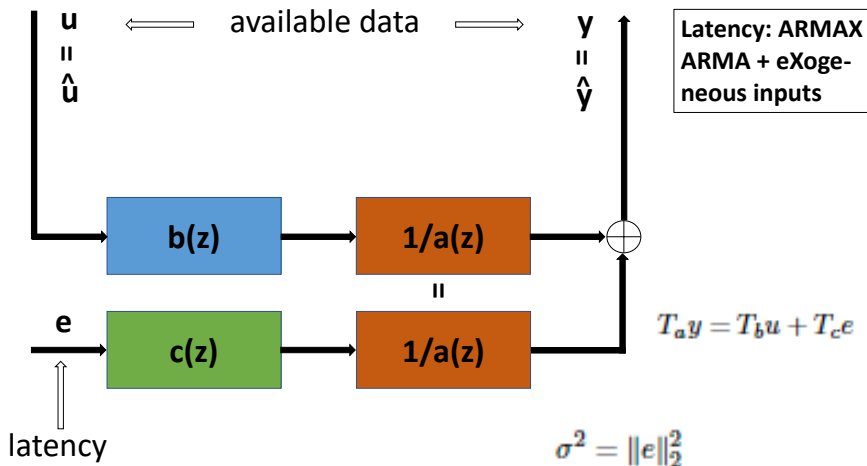 u available data y
= =
û ŷ
Latency: ARMAX
ARMA + eXoge-
neous inputs
b(z) 1/a(z)
=
e
c(z) 1/a(z)
T_a y = T_b u + T_c e
latency
σ² = ‖e‖₂²